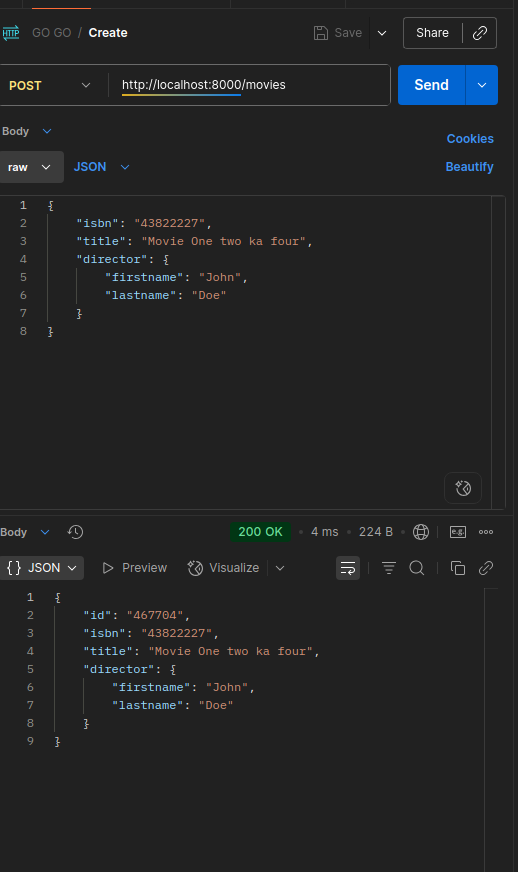 HTTP GO GO / Create Save Share
POST http://localhost:8000/movies Send
Body
Cookies
raw JSON Beautify
1 {
2 "isbn": "43822227",
3 "title": "Movie One two ka four",
4 "director": {
5 "firstname": "John",
6 "lastname": "Doe"
7 }
8 }
Body 200 OK • 4 ms • 224 B • e.g.
{} JSON Preview Visualize
1 {
2 "id": "467704",
3 "isbn": "43822227",
4 "title": "Movie One two ka four",
5 "director": {
6 "firstname": "John",
7 "lastname": "Doe"
8 }
9 }